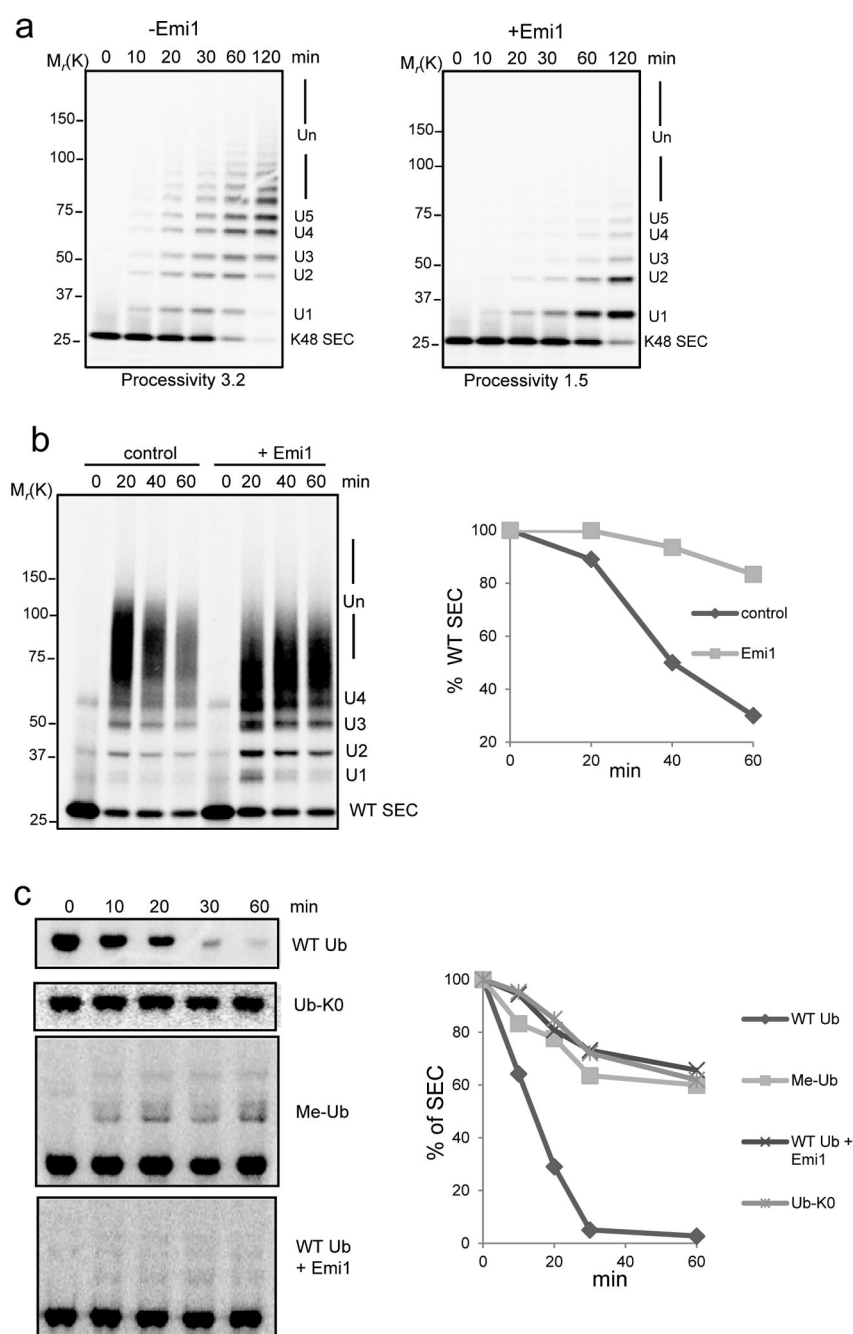 a
-Emi1
+Emi1
Mr(K) 0 10 20 30 60 120 min
Mr(K) 0 10 20 30 60 120 min
150
100
75
50
37
25
Un
U5
U4
U3
U2
U1
K48 SEC
150
100
75
50
37
25
Un
U5
U4
U3
U2
U1
K48 SEC
Processivity 3.2
Processivity 1.5
b
control + Emi1
Mr(K) 0 20 40 60 0 20 40 60 min
150
100
75
50
37
25
Un
U4
U3
U2
U1
WT SEC
% WT SEC
100
80
60
40
20
0 20 40 60
min
control
Emi1
c
0 10 20 30 60 min
WT Ub
Ub-K0
Me-Ub
WT Ub
+ Emi1
% of SEC
100
80
60
40
20
0
0 20 40 60
min
WT Ub
Me-Ub
WT Ub +
Emi1
Ub-K0